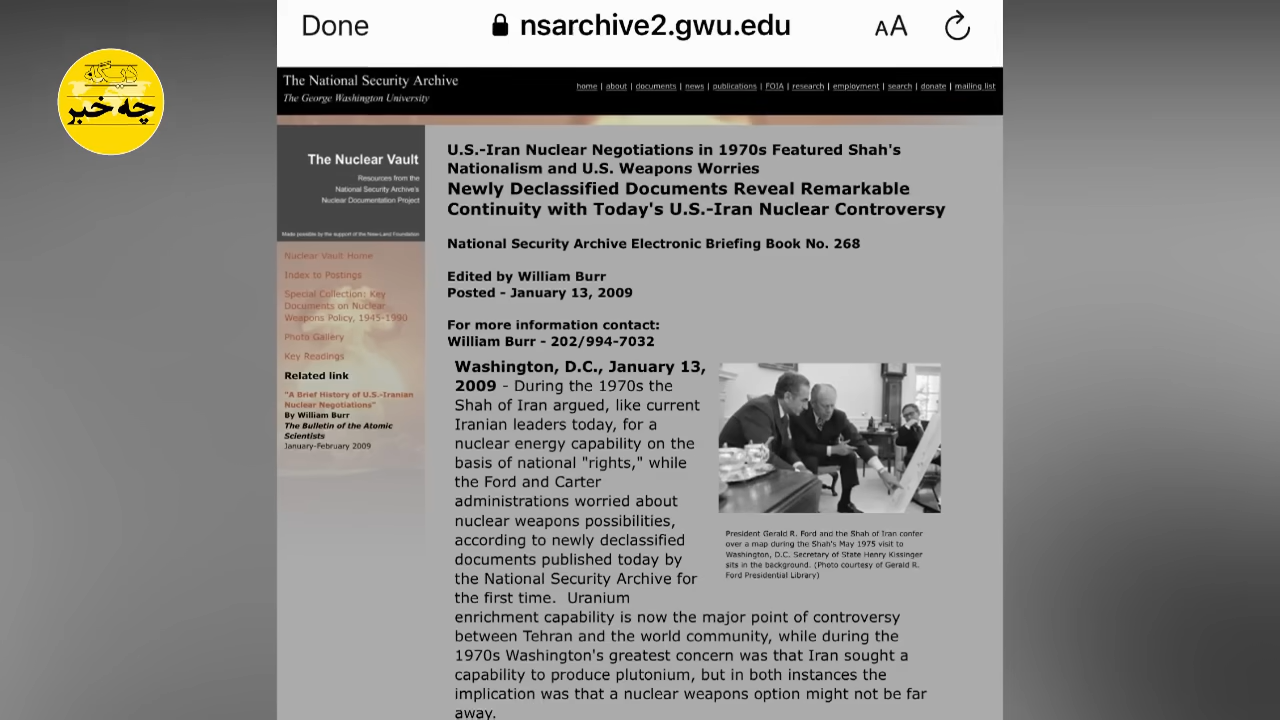 Done
nsarchive2.gwu.edu
AA
دیگه
چه خبر
The National Security Archive
The George Washington University
home | about | documents | news | publications | FOIA | research | employment | search | donate | mailing list
The Nuclear Vault
Resources from the
National Security Archive's
Nuclear Documentation Project
Made possible by the support of the New-Land Foundation
Nuclear Vault Home
Index to Postings
Special Collection: Key
Documents on Nuclear
Weapons Policy, 1945-1990
Photo Gallery
Key Readings
Related link
"A Brief History of U.S.-Iranian
Nuclear Negotiations"
By William Burr
The Bulletin of the Atomic
Scientists
January-February 2009
U.S.-Iran Nuclear Negotiations in 1970s Featured Shah's
Nationalism and U.S. Weapons Worries
Newly Declassified Documents Reveal Remarkable
Continuity with Today's U.S.-Iran Nuclear Controversy
National Security Archive Electronic Briefing Book No. 268
Edited by William Burr
Posted - January 13, 2009
For more information contact:
William Burr - 202/994-7032
Washington, D.C., January 13,
2009 - During the 1970s the
Shah of Iran argued, like current
Iranian leaders today, for a
nuclear energy capability on the
basis of national "rights," while
the Ford and Carter
administrations worried about
nuclear weapons possibilities,
according to newly declassified
documents published today by
the National Security Archive for
the first time.  Uranium
enrichment capability is now the major point of controversy
between Tehran and the world community, while during the
1970s Washington's greatest concern was that Iran sought a
capability to produce plutonium, but in both instances the
implication was that a nuclear weapons option might not be far
away.
President Gerald R. Ford and the Shah of Iran confer
over a map during the Shah's May 1975 visit to
Washington, D.C. Secretary of State Henry Kissinger
sits in the background. (Photo courtesy of Gerald R.
Ford Presidential Library)